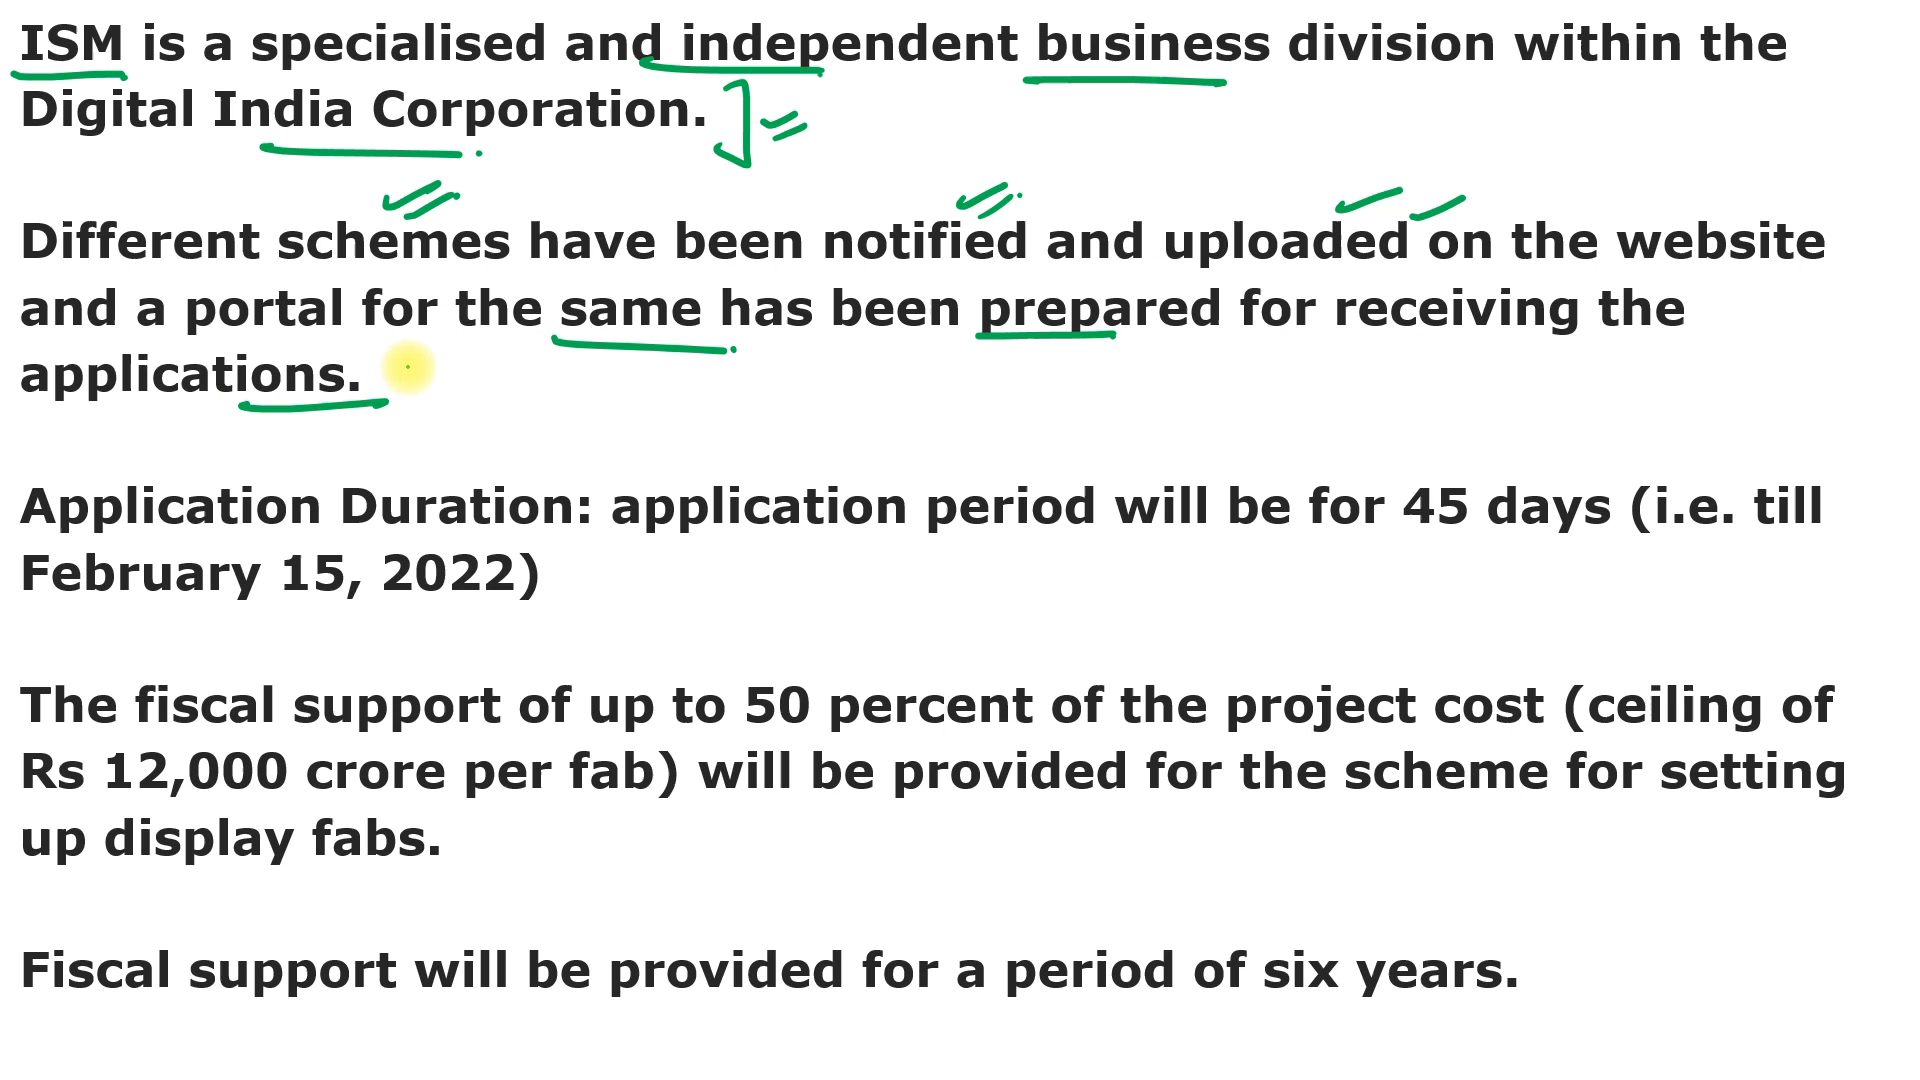 ISM is a specialised and independent business division within the
Digital India Corporation.
Different schemes have been notified and uploaded on the website
and a portal for the same has been prepared for receiving the
applications.
Application Duration: application period will be for 45 days (i.e. till
February 15, 2022)
The fiscal support of up to 50 percent of the project cost (ceiling of
Rs 12,000 crore per fab) will be provided for the scheme for setting
up display fabs.
Fiscal support will be provided for a period of six years.